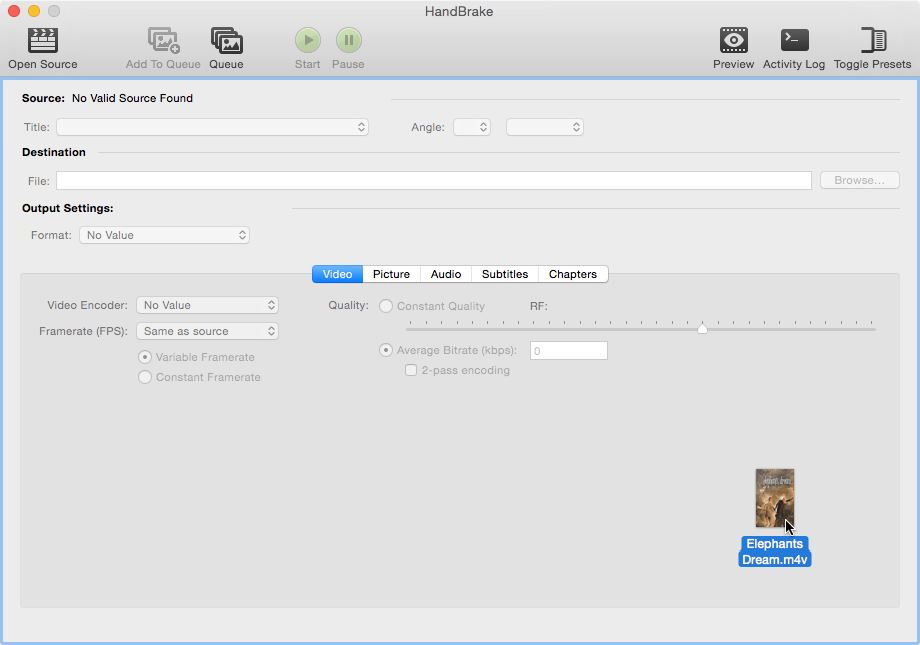 HandBrake
Open Source
Add To Queue
Queue
Start
Pause
Preview
Activity Log
Toggle Presets
Source: No Valid Source Found
Title:
Angle:
Destination
File:
Browse...
Output Settings:
Format: No Value
Video
Picture
Audio
Subtitles
Chapters
Video Encoder: No Value
Quality: Constant Quality RF:
Framerate (FPS): Same as source
Average Bitrate (kbps): 0
Variable Framerate
2-pass encoding
Constant Framerate
Elephants
Dream.m4v